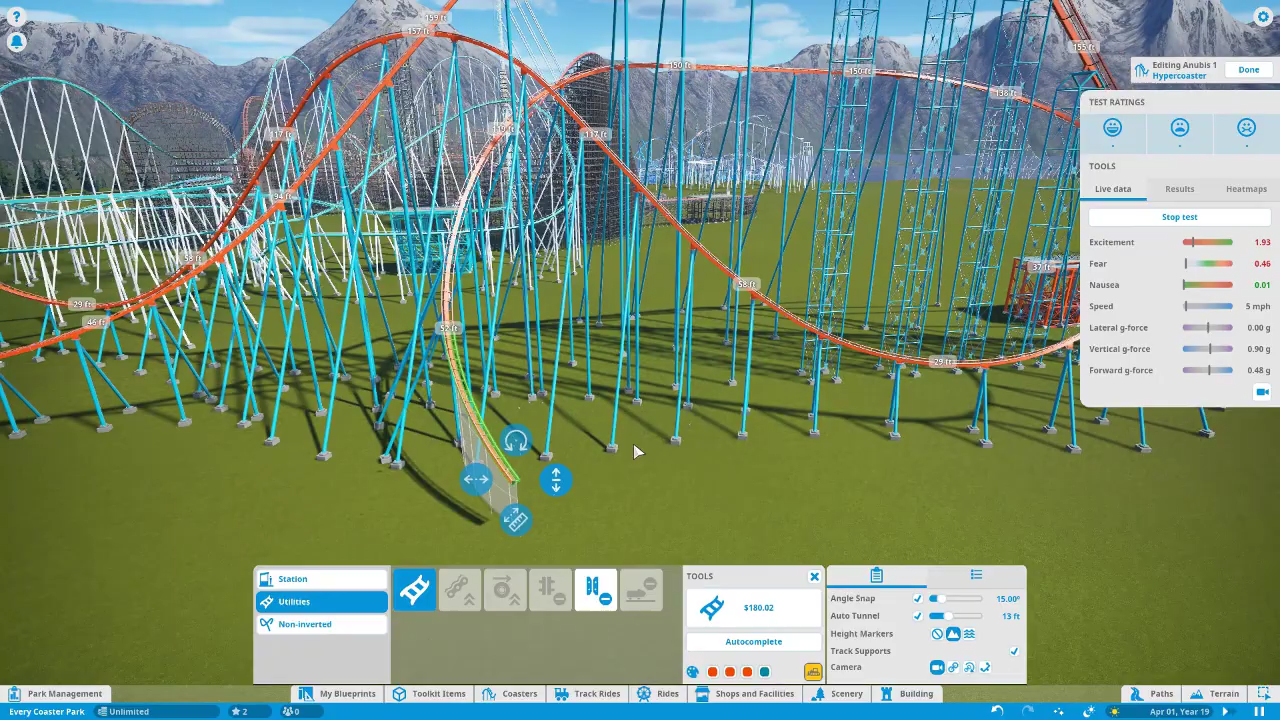 ?
159 ft
157 ft
155 ft
150 ft
150 ft
138 ft
117 ft
137 ft
94 ft
58 ft
58 ft
29 ft
46 ft
52 ft
29 ft
37 ft
Editing Anubis 1
Hypercoaster
Done
TEST RATINGS
-
-
-
TOOLS
Live data Results Heatmaps
Stop test
Excitement 1.93
Fear 0.46
Nausea 0.01
Speed 5 mph
Lateral g-force 0.00 g
Vertical g-force 0.90 g
Forward g-force 0.48 g
Station
Utilities
Non-inverted
TOOLS
$180.02
Autocomplete
Angle Snap 15.00°
Auto Tunnel 13 ft
Height Markers
Track Supports
Camera
Park Management My Blueprints Toolkit Items Coasters Track Rides Rides Shops and Facilities Scenery Building Paths Terrain
Every Coaster Park Unlimited 2 0 Apr 01, Year 19